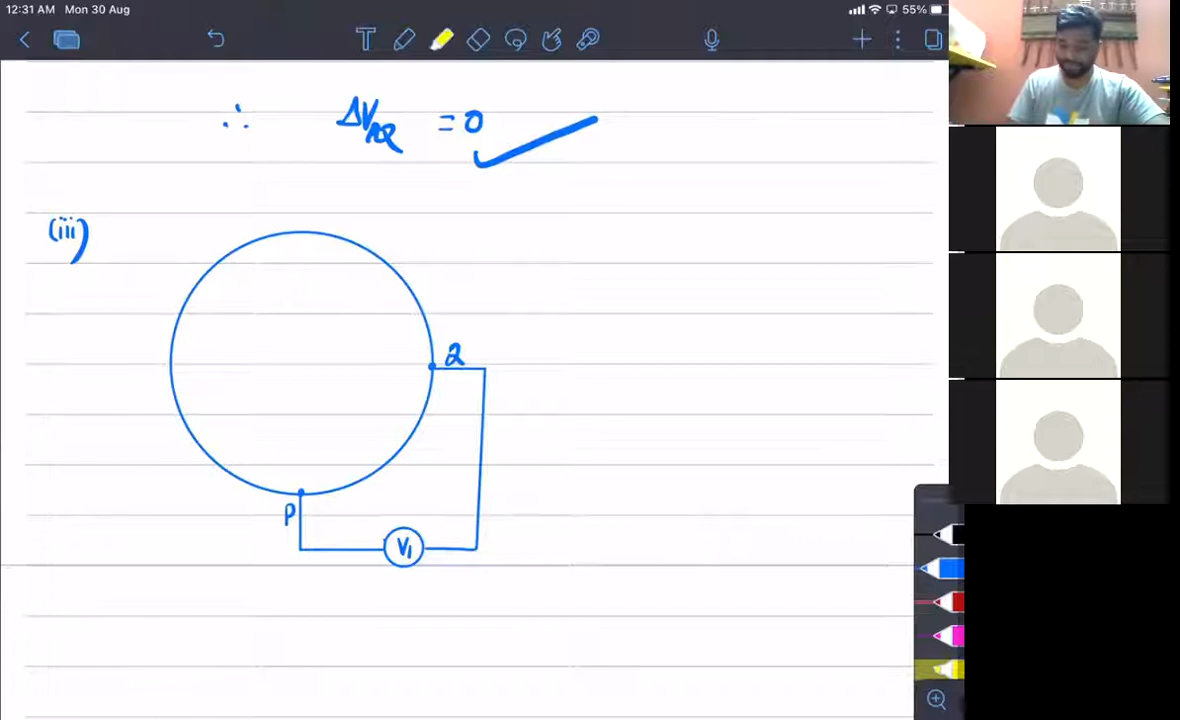 12:31 AM Mon 30 Aug
55%
T
∴ ΔV_PQ = 0
(iii)
Q
P
V₁